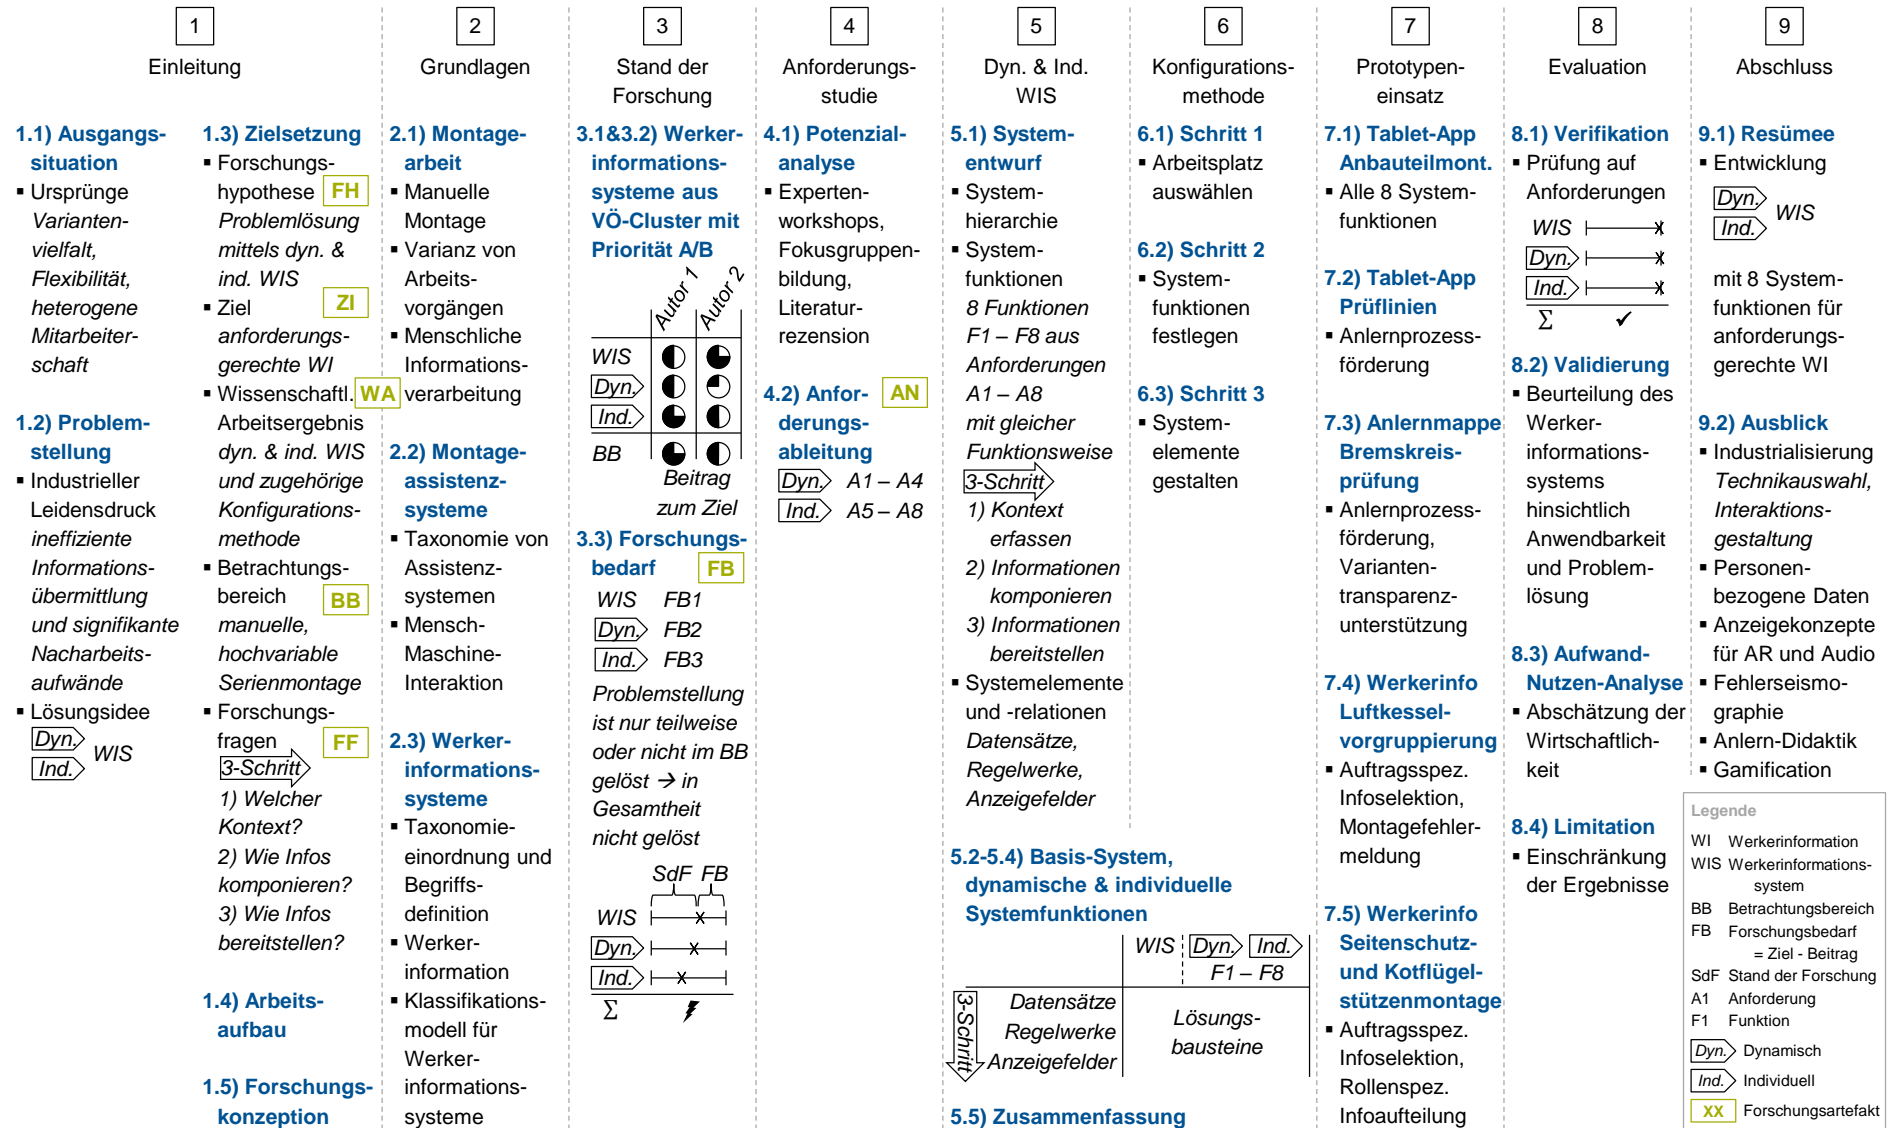 1
Einleitung
1.1) Ausgangs-
situation
▪ Ursprünge
Varianten-
vielfalt,
Flexibilität,
heterogene
Mitarbeiter-
schaft
1.2) Problem-
stellung
▪ Industrieller
Leidensdruck
ineffiziente
Informations-
übermittlung
und signifikante
Nacharbeits-
aufwände
▪ Lösungsidee
Dyn.
Ind.
WIS
1.3) Zielsetzung
▪ Forschungs-
hypothese FH
Problemlösung
mittels dyn. &
ind. WIS
▪ Ziel ZI
anforderungs-
gerechte WI
▪ Wissenschaftl. WA
Arbeitsergebnis
dyn. & ind. WIS
und zugehörige
Konfigurations-
methode
▪ Betrachtungs-
bereich BB
manuelle,
hochvariable
Serienmontage
▪ Forschungs-
fragen FF
3-Schritt
1) Welcher
Kontext?
2) Wie Infos
komponieren?
3) Wie Infos
bereitstellen?
1.4) Arbeits-
aufbau
1.5) Forschungs-
konzeption
2
Grundlagen
2.1) Montage-
arbeit
▪ Manuelle
Montage
▪ Varianz von
Arbeits-
vorgängen
▪ Menschliche
Informations-
verarbeitung
2.2) Montage-
assistenz-
systeme
▪ Taxonomie von
Assistenz-
systemen
▪ Mensch-
Maschine-
Interaktion
2.3) Werker-
informations-
systeme
▪ Taxonomie-
einordnung und
Begriffs-
definition
▪ Werker-
information
▪ Klassifikations-
modell für
Werker-
informations-
systeme
3
Stand der
Forschung
3.1&3.2) Werker-
informations-
systeme aus
VÖ-Cluster mit
Priorität A/B
Autor 1 Autor 2
WIS
Dyn.
Ind.
BB
Beitrag
zum Ziel
3.3) Forschungs-
bedarf FB
WIS FB1
Dyn. FB2
Ind. FB3
Problemstellung
ist nur teilweise
oder nicht im BB
gelöst → in
Gesamtheit
nicht gelöst
SdF FB
WIS
Dyn.
Ind.
Σ
4
Anforderungs-
studie
4.1) Potenzial-
analyse
▪ Experten-
workshops,
Fokusgruppen-
bildung,
Literatur-
rezension
4.2) Anfor- AN
derungs-
ableitung
Dyn. A1 – A4
Ind. A5 – A8
5
Dyn. & Ind.
WIS
5.1) System-
entwurf
▪ System-
hierarchie
▪ System-
funktionen
8 Funktionen
F1 – F8 aus
Anforderungen
A1 – A8
mit gleicher
Funktionsweise
3-Schritt
1) Kontext
erfassen
2) Informationen
komponieren
3) Informationen
bereitstellen
▪ Systemelemente
und -relationen
Datensätze,
Regelwerke,
Anzeigefelder
5.2-5.4) Basis-System,
dynamische & individuelle
Systemfunktionen
WIS Dyn. Ind.
F1 – F8
3-Schritt
Datensätze
Regelwerke
Anzeigefelder
Lösungs-
bausteine
5.5) Zusammenfassung
6
Konfigurations-
methode
6.1) Schritt 1
▪ Arbeitsplatz
auswählen
6.2) Schritt 2
▪ System-
funktionen
festlegen
6.3) Schritt 3
▪ System-
elemente
gestalten
7
Prototypen-
einsatz
7.1) Tablet-App
Anbauteilmont.
▪ Alle 8 System-
funktionen
7.2) Tablet-App
Prüflinien
▪ Anlernprozess-
förderung
7.3) Anlernmappe
Bremskreis-
prüfung
▪ Anlernprozess-
förderung,
Varianten-
transparenz-
unterstützung
7.4) Werkerinfo
Luftkessel-
vorgruppierung
▪ Auftragsspez.
Infoselektion,
Montagefehler-
meldung
7.5) Werkerinfo
Seitenschutz-
und Kotflügel-
stützenmontage
▪ Auftragsspez.
Infoselektion,
Rollenspez.
Infoaufteilung
8
Evaluation
8.1) Verifikation
▪ Prüfung auf
Anforderungen
WIS
Dyn.
Ind.
Σ ✓
8.2) Validierung
▪ Beurteilung des
Werker-
informations-
systems
hinsichtlich
Anwendbarkeit
und Problem-
lösung
8.3) Aufwand-
Nutzen-Analyse
▪ Abschätzung der
Wirtschaftlich-
keit
8.4) Limitation
▪ Einschränkung
der Ergebnisse
9
Abschluss
9.1) Resümee
▪ Entwicklung
Dyn.
Ind.
WIS
mit 8 System-
funktionen für
anforderungs-
gerechte WI
9.2) Ausblick
▪ Industrialisierung
Technikauswahl,
Interaktions-
gestaltung
▪ Personen-
bezogene Daten
▪ Anzeigekonzepte
für AR und Audio
▪ Fehlerseismo-
graphie
▪ Anlern-Didaktik
▪ Gamification
Legende
WI Werkerinformation
WIS Werkerinformations-
system
BB Betrachtungsbereich
FB Forschungsbedarf
= Ziel - Beitrag
SdF Stand der Forschung
A1 Anforderung
F1 Funktion
Dyn. Dynamisch
Ind. Individuell
XX Forschungsartefakt